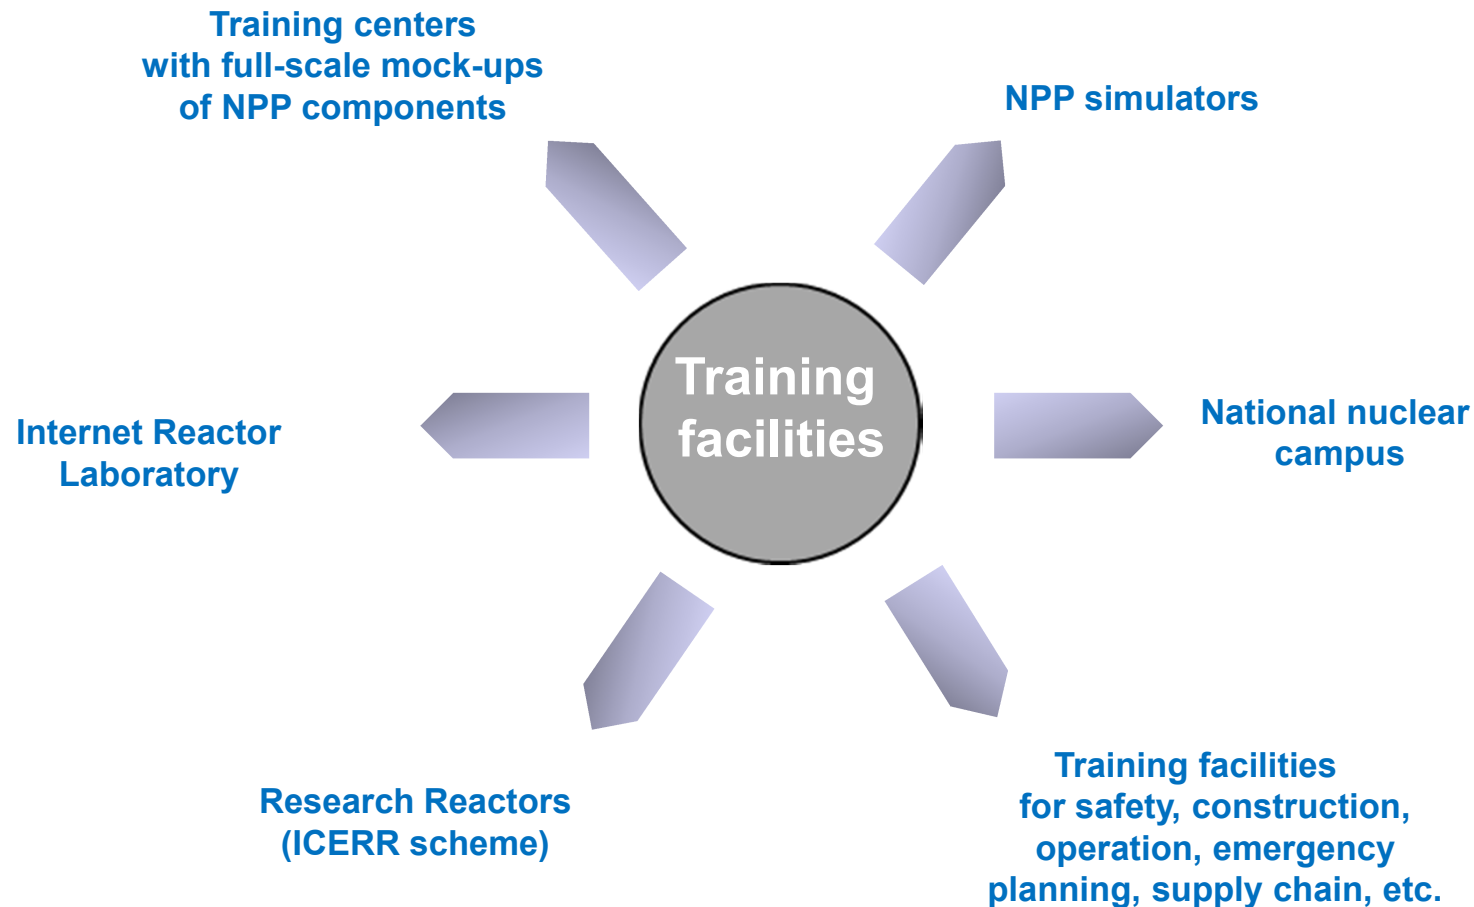 Training centers
with full-scale mock-ups
of NPP components
NPP simulators
Training
facilities
Internet Reactor
Laboratory
National nuclear
campus
Research Reactors
(ICERR scheme)
Training facilities
for safety, construction,
operation, emergency
planning, supply chain, etc.